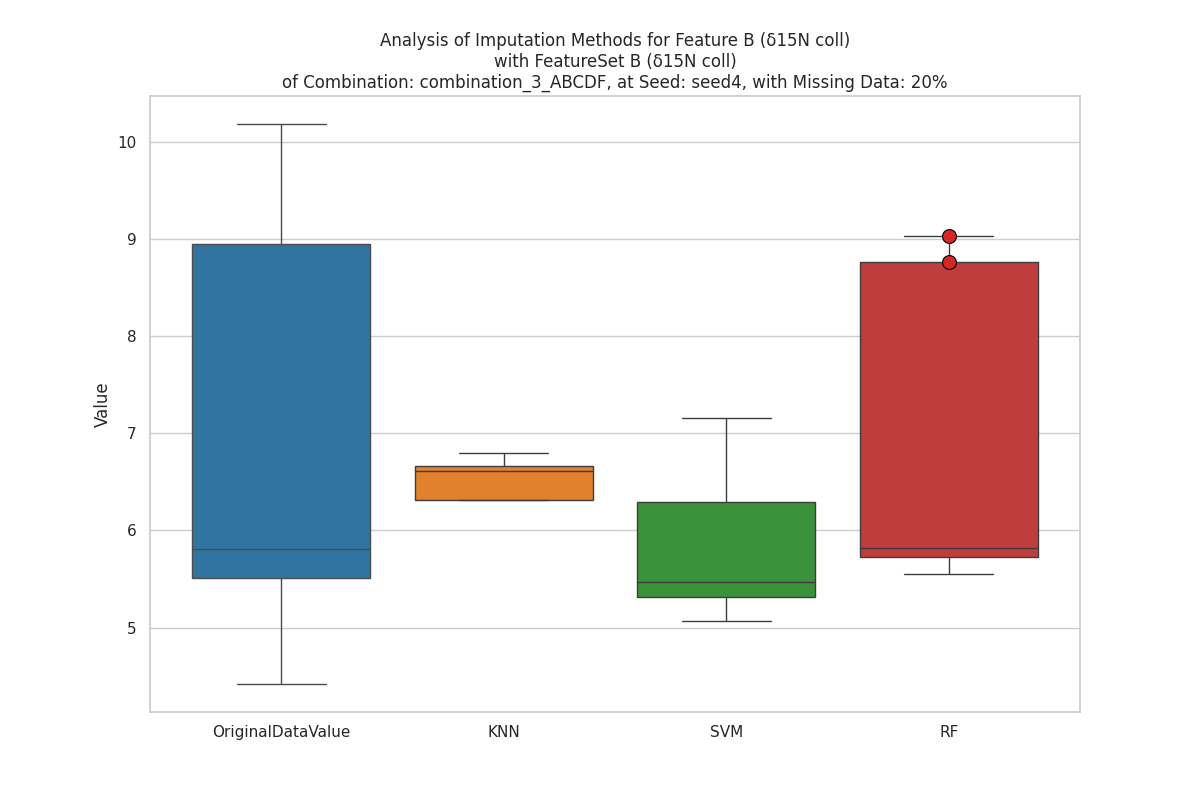 Analysis of Imputation Methods for Feature B (δ15N coll)
with FeatureSet B (δ15N coll)
of Combination: combination_3_ABCDF, at Seed: seed4, with Missing Data: 20%
10
9
8
7
6
5
Value
OriginalDataValue
KNN
SVM
RF